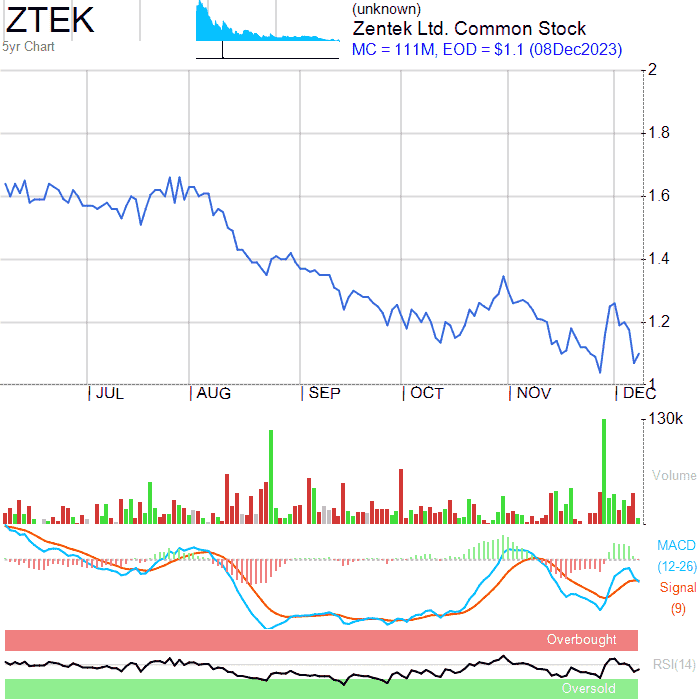 ZTEK
5yr Chart
(unknown)
Zentek Ltd. Common Stock
MC = 111M, EOD = $1.1 (08Dec2023)
2
1.8
1.6
1.4
1.2
1
JUL AUG SEP OCT NOV DEC
130k
Volume
MACD
(12-26)
Signal
(9)
Overbought
RSI(14)
Oversold